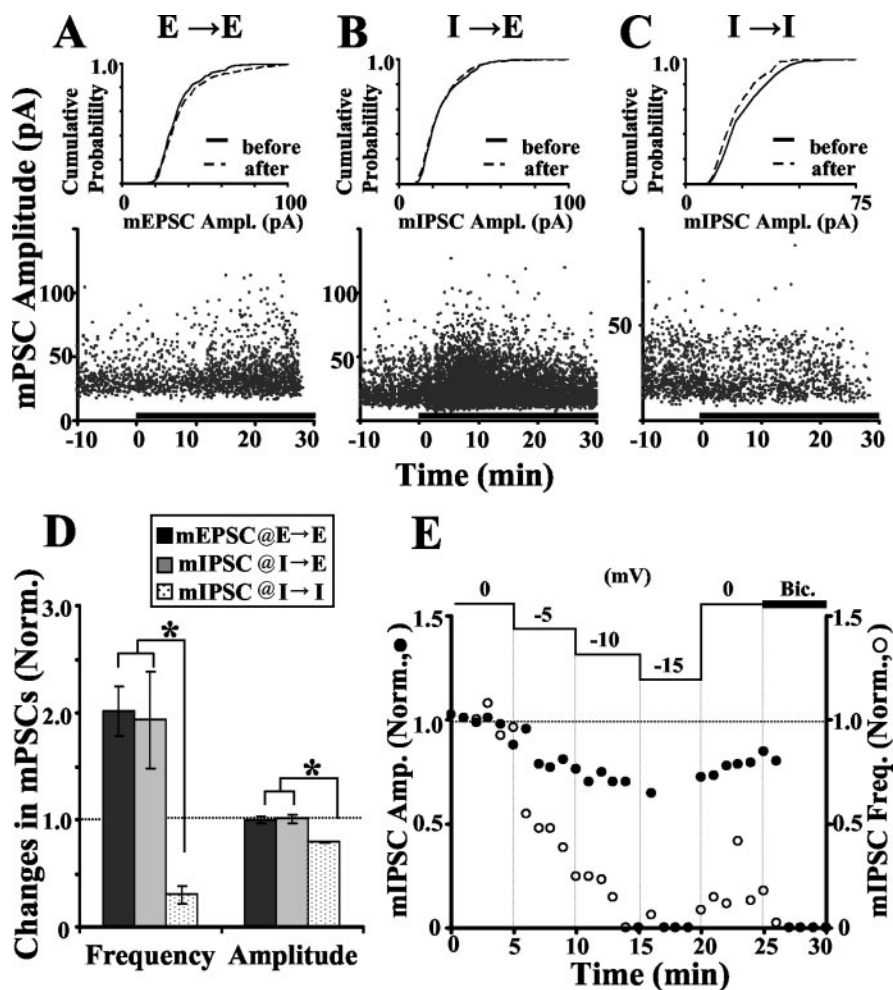 A E →E B I →E C I →I
1.0 1.0 1.0
Cumulative Probability
Cumulative Probabililty
Cumulative Probability
before before before
after after after
0 100 0 100 0 75
mEPSC Ampl. (pA) mIPSC Ampl. (pA) mIPSC Ampl. (pA)
mPSC Amplitude (pA)
100 100
50 50 50
0
-10 0 10 20 30 -10 0 10 20 30 -10 0 10 20 30
Time (min)
D
mEPSC@E→E
mIPSC@I→E
mIPSC@I→I
Changes in mPSCs (Norm.)
3.0
2.0
1.0
0
* *
Frequency Amplitude
E
(mV)
0 -5 -10 -15 0 Bic.
mIPSC Amp. (Norm.,●)
1.5 1.5
1.0 1.0
0.5 0.5
0 0
mIPSC Freq. (Norm.,○)
0 5 10 15 20 25 30
Time (min)